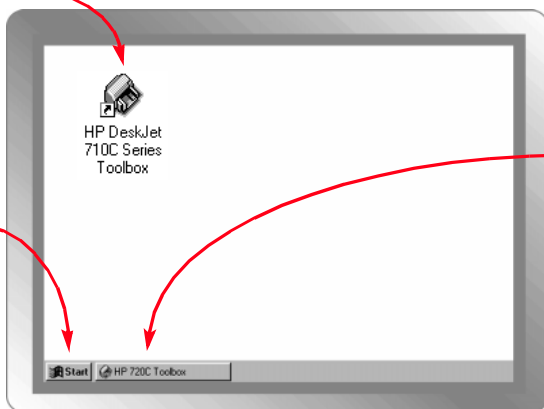 HP DeskJet
710C Series
Toolbox
Start
HP 720C Toolbox